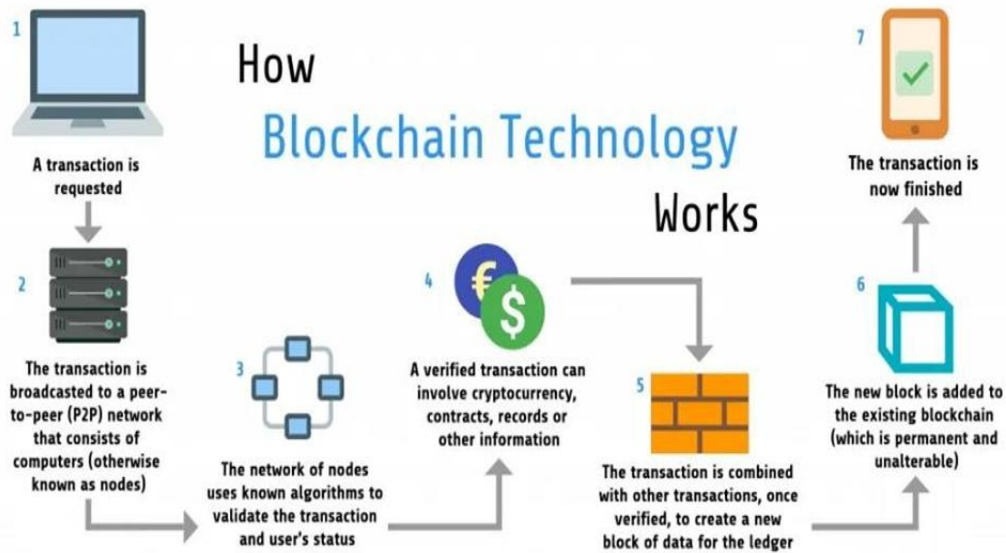 How
Blockchain Technology
Works
1
A transaction is
requested
2
The transaction is
broadcasted to a peer-
to-peer (P2P) network
that consists of
computers (otherwise
known as nodes)
3
The network of nodes
uses known algorithms to
validate the transaction
and user's status
4
€
$
A verified transaction can
involve cryptocurrency,
contracts, records or
other information
5
The transaction is combined
with other transactions, once
verified, to create a new
block of data for the ledger
6
The new block is added to
the existing blockchain
(which is permanent and
unalterable)
7
The transaction is
now finished